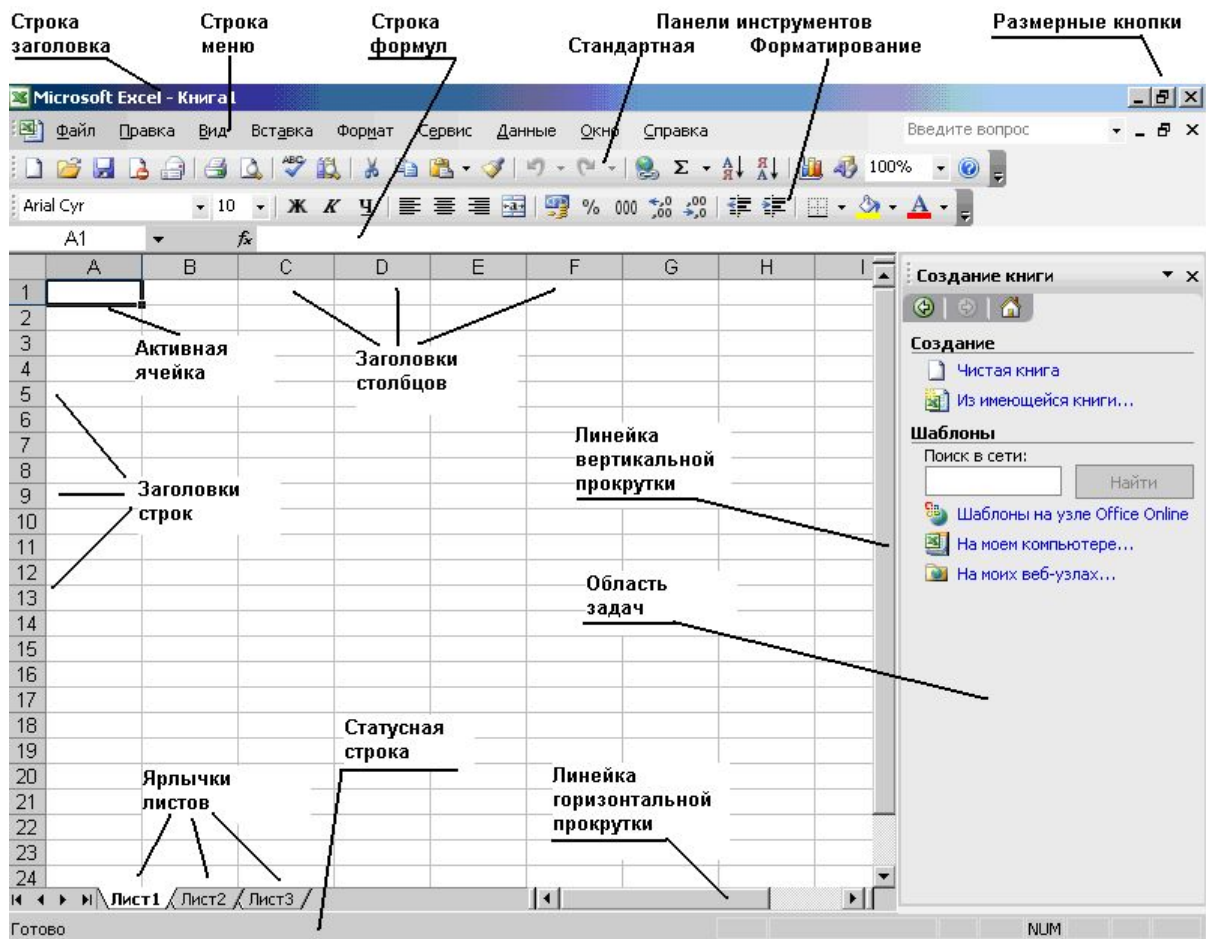 Строка заголовка
Строка меню
Строка формул
Панели инструментов
Стандартная Форматирование
Размерные кнопки
Microsoft Excel - Книга1
Файл Правка Вид Вставка Формат Сервис Данные Окно Справка Введите вопрос
100%
Arial Cyr 10 Ж К Ч % 000
A1 fx
A B C D E F G H I
1
2
3
4
5
6
7
8
9
10
11
12
13
14
15
16
17
18
19
20
21
22
23
24
Активная
ячейка
Заголовки
столбцов
Заголовки
строк
Линейка
вертикальной
прокрутки
Область
задач
Статусная
строка
Ярлычки
листов
Линейка
горизонтальной
прокрутки
Создание книги
Создание
Чистая книга
Из имеющейся книги...
Шаблоны
Поиск в сети:
Найти
Шаблоны на узле Office Online
На моем компьютере...
На моих веб-узлах...
Лист1 Лист2 Лист3
Готово NUM